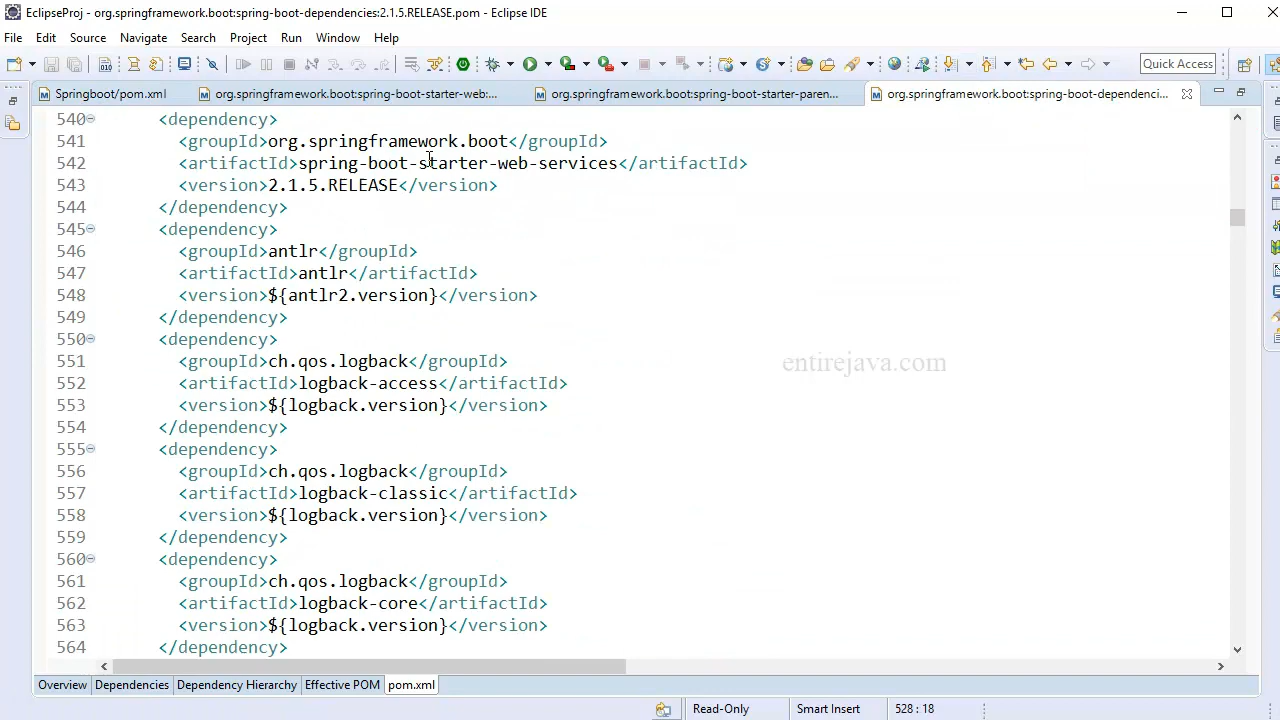 EclipseProj - org.springframework.boot:spring-boot-dependencies:2.1.5.RELEASE.pom - Eclipse IDE
File Edit Source Navigate Search Project Run Window Help
Quick Access
Springboot/pom.xml org.springframework.boot:spring-boot-starter-web:... org.springframework.boot:spring-boot-starter-paren... org.springframework.boot:spring-boot-dependenci...
540 <dependency>
541 <groupId>org.springframework.boot</groupId>
542 <artifactId>spring-boot-starter-web-services</artifactId>
543 <version>2.1.5.RELEASE</version>
544 </dependency>
545 <dependency>
546 <groupId>antlr</groupId>
547 <artifactId>antlr</artifactId>
548 <version>${antlr2.version}</version>
549 </dependency>
550 <dependency>
551 <groupId>ch.qos.logback</groupId>
552 <artifactId>logback-access</artifactId>
553 <version>${logback.version}</version>
554 </dependency>
555 <dependency>
556 <groupId>ch.qos.logback</groupId>
557 <artifactId>logback-classic</artifactId>
558 <version>${logback.version}</version>
559 </dependency>
560 <dependency>
561 <groupId>ch.qos.logback</groupId>
562 <artifactId>logback-core</artifactId>
563 <version>${logback.version}</version>
564 </dependency>
entirejava.com
Overview Dependencies Dependency Hierarchy Effective POM pom.xml
Read-Only Smart Insert 528 : 18